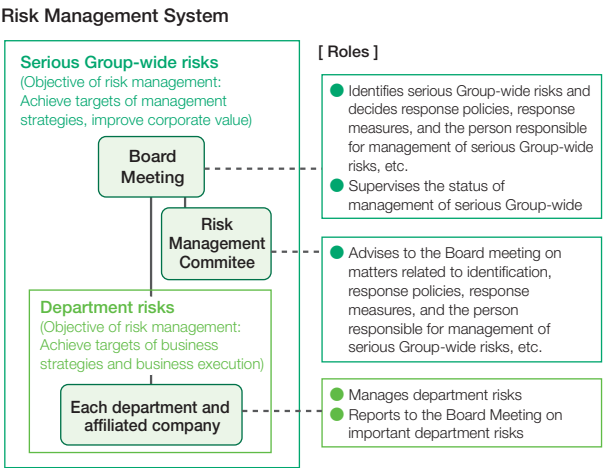 Risk Management System
Serious Group-wide risks
(Objective of risk management:
Achieve targets of management
strategies, improve corporate value)
Board
Meeting
Risk
Management
Commitee
Department risks
(Objective of risk management:
Achieve targets of business
strategies and business execution)
Each department and
affiliated company
[ Roles ]
Identifies serious Group-wide risks and
decides response policies, response
measures, and the person responsible
for management of serious Group-wide
risks, etc.
Supervises the status of
management of serious Group-wide
Advises to the Board meeting on
matters related to identification,
response policies, response
measures, and the person
responsible for management of
serious Group-wide risks, etc.
Manages department risks
Reports to the Board Meeting on
important department risks